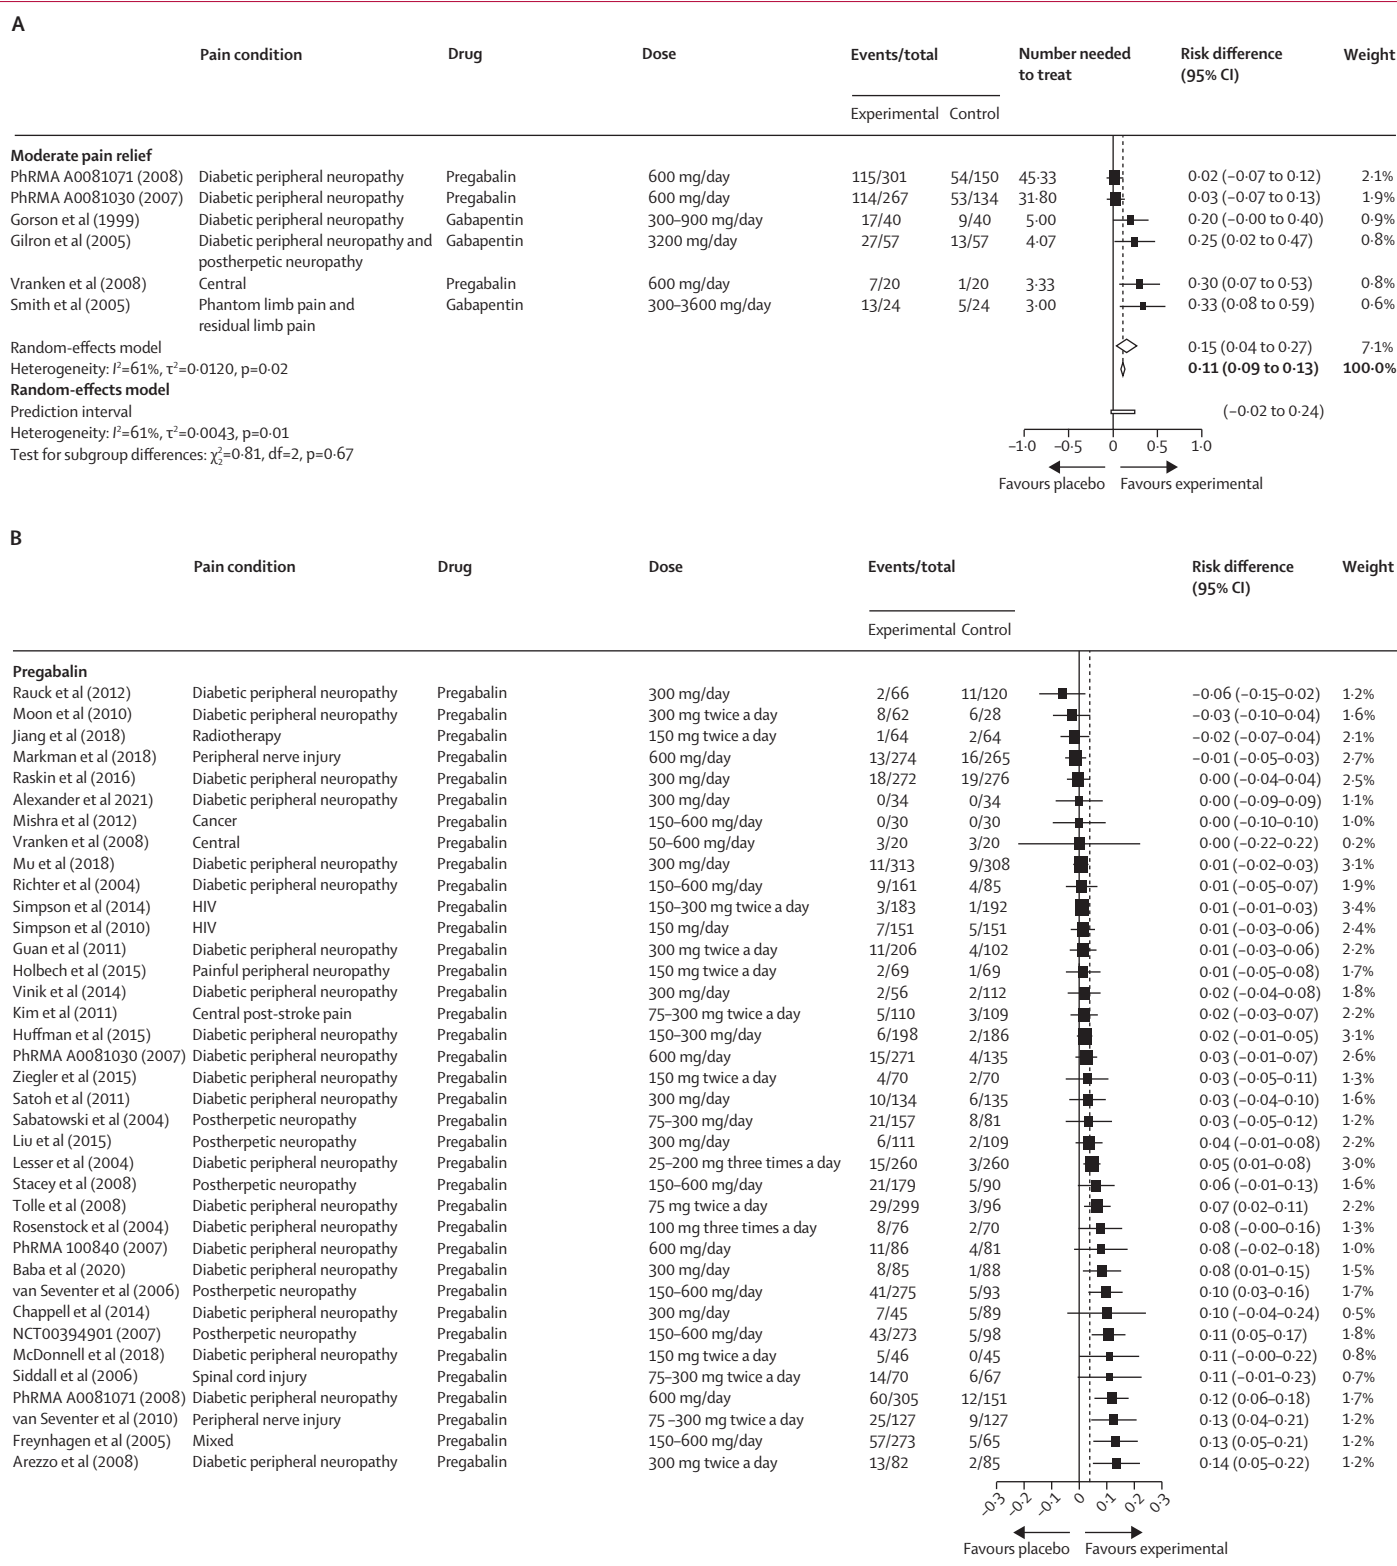 A
Pain condition Drug Dose Events/total Number needed to treat Risk difference (95% CI) Weight
Experimental Control
Moderate pain relief
PhRMA A0081071 (2008) Diabetic peripheral neuropathy Pregabalin 600 mg/day 115/301 54/150 45·33 0·02 (−0·07 to 0·12) 2·1%
PhRMA A0081030 (2007) Diabetic peripheral neuropathy Pregabalin 600 mg/day 114/267 53/134 31·80 0·03 (−0·07 to 0·13) 1·9%
Gorson et al (1999) Diabetic peripheral neuropathy Gabapentin 300–900 mg/day 17/40 9/40 5·00 0·20 (−0·00 to 0·40) 0·9%
Gilron et al (2005) Diabetic peripheral neuropathy and Gabapentin 3200 mg/day 27/57 13/57 4·07 0·25 (0·02 to 0·47) 0·8%
postherpetic neuropathy
Vranken et al (2008) Central Pregabalin 600 mg/day 7/20 1/20 3·33 0·30 (0·07 to 0·53) 0·8%
Smith et al (2005) Phantom limb pain and Gabapentin 300–3600 mg/day 13/24 5/24 3·00 0·33 (0·08 to 0·59) 0·6%
residual limb pain
Random-effects model 0·15 (0·04 to 0·27) 7·1%
Heterogeneity: I²=61%, τ²=0·0120, p=0·02 0·11 (0·09 to 0·13) 100·0%
Random-effects model
Prediction interval (−0·02 to 0·24)
Heterogeneity: I²=61%, τ²=0·0043, p=0·01
−1·0 −0·5 0 0·5 1·0
Test for subgroup differences: χ²₂=0·81, df=2, p=0·67
Favours placebo Favours experimental
B
Pain condition Drug Dose Events/total Risk difference (95% CI) Weight
Experimental Control
Pregabalin
Rauck et al (2012) Diabetic peripheral neuropathy Pregabalin 300 mg/day 2/66 11/120 −0·06 (−0·15–0·02) 1·2%
Moon et al (2010) Diabetic peripheral neuropathy Pregabalin 300 mg twice a day 8/62 6/28 −0·03 (−0·10–0·04) 1·6%
Jiang et al (2018) Radiotherapy Pregabalin 150 mg twice a day 1/64 2/64 −0·02 (−0·07–0·04) 2·1%
Markman et al (2018) Peripheral nerve injury Pregabalin 600 mg/day 13/274 16/265 −0·01 (−0·05–0·03) 2·7%
Raskin et al (2016) Diabetic peripheral neuropathy Pregabalin 300 mg/day 18/272 19/276 0·00 (−0·04–0·04) 2·5%
Alexander et al 2021) Diabetic peripheral neuropathy Pregabalin 300 mg/day 0/34 0/34 0·00 (−0·09–0·09) 1·1%
Mishra et al (2012) Cancer Pregabalin 150–600 mg/day 0/30 0/30 0·00 (−0·10–0·10) 1·0%
Vranken et al (2008) Central Pregabalin 50–600 mg/day 3/20 3/20 0·00 (−0·22–0·22) 0·2%
Mu et al (2018) Diabetic peripheral neuropathy Pregabalin 300 mg/day 11/313 9/308 0·01 (−0·02–0·03) 3·1%
Richter et al (2004) Diabetic peripheral neuropathy Pregabalin 150–600 mg/day 9/161 4/85 0·01 (−0·05–0·07) 1·9%
Simpson et al (2014) HIV Pregabalin 150–300 mg twice a day 3/183 1/192 0·01 (−0·01–0·03) 3·4%
Simpson et al (2010) HIV Pregabalin 150 mg/day 7/151 5/151 0·01 (−0·03–0·06) 2·4%
Guan et al (2011) Diabetic peripheral neuropathy Pregabalin 300 mg twice a day 11/206 4/102 0·01 (−0·03–0·06) 2·2%
Holbech et al (2015) Painful peripheral neuropathy Pregabalin 150 mg twice a day 2/69 1/69 0·01 (−0·05–0·08) 1·7%
Vinik et al (2014) Diabetic peripheral neuropathy Pregabalin 300 mg/day 2/56 2/112 0·02 (−0·04–0·08) 1·8%
Kim et al (2011) Central post-stroke pain Pregabalin 75–300 mg twice a day 5/110 3/109 0·02 (−0·03–0·07) 2·2%
Huffman et al (2015) Diabetic peripheral neuropathy Pregabalin 150–300 mg/day 6/198 2/186 0·02 (−0·01–0·05) 3·1%
PhRMA A0081030 (2007) Diabetic peripheral neuropathy Pregabalin 600 mg/day 15/271 4/135 0·03 (−0·01–0·07) 2·6%
Ziegler et al (2015) Diabetic peripheral neuropathy Pregabalin 150 mg twice a day 4/70 2/70 0·03 (−0·05–0·11) 1·3%
Satoh et al (2011) Diabetic peripheral neuropathy Pregabalin 300 mg/day 10/134 6/135 0·03 (−0·04–0·10) 1·6%
Sabatowski et al (2004) Postherpetic neuropathy Pregabalin 75–300 mg/day 21/157 8/81 0·03 (−0·05–0·12) 1·2%
Liu et al (2015) Postherpetic neuropathy Pregabalin 300 mg/day 6/111 2/109 0·04 (−0·01–0·08) 2·2%
Lesser et al (2004) Diabetic peripheral neuropathy Pregabalin 25–200 mg three times a day 15/260 3/260 0·05 (0·01–0·08) 3·0%
Stacey et al (2008) Postherpetic neuropathy Pregabalin 150–600 mg/day 21/179 5/90 0·06 (−0·01–0·13) 1·6%
Tolle et al (2008) Diabetic peripheral neuropathy Pregabalin 75 mg twice a day 29/299 3/96 0·07 (0·02–0·11) 2·2%
Rosenstock et al (2004) Diabetic peripheral neuropathy Pregabalin 100 mg three times a day 8/76 2/70 0·08 (−0·00–0·16) 1·3%
PhRMA 100840 (2007) Diabetic peripheral neuropathy Pregabalin 600 mg/day 11/86 4/81 0·08 (−0·02–0·18) 1·0%
Baba et al (2020) Diabetic peripheral neuropathy Pregabalin 300 mg/day 8/85 1/88 0·08 (0·01–0·15) 1·5%
van Seventer et al (2006) Postherpetic neuropathy Pregabalin 150–600 mg/day 41/275 5/93 0·10 (0·03–0·16) 1·7%
Chappell et al (2014) Diabetic peripheral neuropathy Pregabalin 300 mg/day 7/45 5/89 0·10 (−0·04–0·24) 0·5%
NCT00394901 (2007) Postherpetic neuropathy Pregabalin 150–600 mg/day 43/273 5/98 0·11 (0·05–0·17) 1·8%
McDonnell et al (2018) Diabetic peripheral neuropathy Pregabalin 150 mg twice a day 5/46 0/45 0·11 (−0·00–0·22) 0·8%
Siddall et al (2006) Spinal cord injury Pregabalin 75–300 mg twice a day 14/70 6/67 0·11 (−0·01–0·23) 0·7%
PhRMA A0081071 (2008) Diabetic peripheral neuropathy Pregabalin 600 mg/day 60/305 12/151 0·12 (0·06–0·18) 1·7%
van Seventer et al (2010) Peripheral nerve injury Pregabalin 75 –300 mg twice a day 25/127 9/127 0·13 (0·04–0·21) 1·2%
Freynhagen et al (2005) Mixed Pregabalin 150–600 mg/day 57/273 5/65 0·13 (0·05–0·21) 1·2%
Arezzo et al (2008) Diabetic peripheral neuropathy Pregabalin 300 mg twice a day 13/82 2/85 0·14 (0·05–0·22) 1·2%
−0·3 −0·2 −0·1 0 0·1 0·2 0·3
Favours placebo Favours experimental